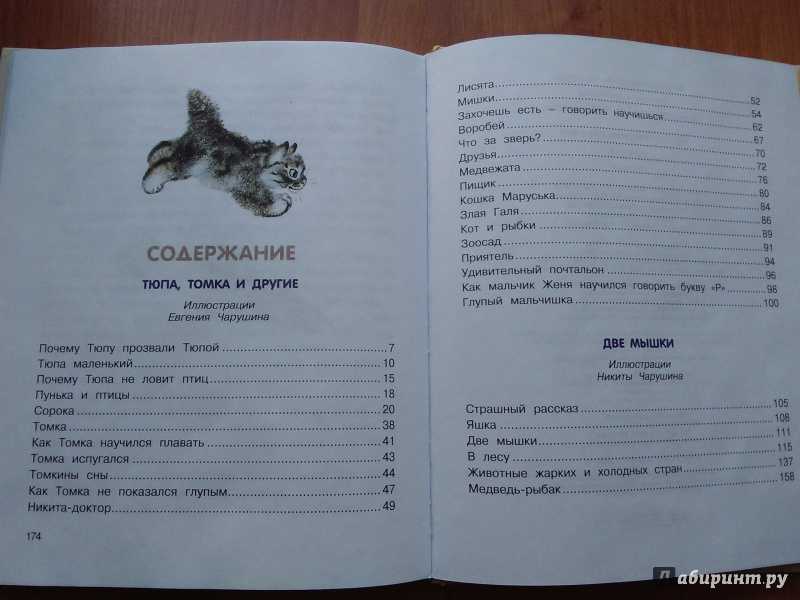 СОДЕРЖАНИЕ
ТЮПА, ТОМКА И ДРУГИЕ
Иллюстрации
Евгения Чарушина
Почему Тюпу прозвали Тюпой 7
Тюпа маленький 10
Почему Тюпа не ловит птиц 15
Пунька и птицы 18
Сорока 20
Томка 38
Как Томка научился плавать 41
Томка испугался 43
Томкины сны 44
Как Томка не показался глупым 47
Никита-доктор 49
174
Лисята 52
Мишки 54
Захочешь есть – говорить научишься 62
Воробей 67
Что за зверь? 70
Друзья 72
Медвежата 76
Пищик 80
Кошка Маруська 84
Злая Галя 86
Кот и рыбки 89
Зоосад 91
Приятель 94
Удивительный почтальон 96
Как мальчик Женя научился говорить букву «Р» 98
Глупый мальчишка 100
ДВЕ МЫШКИ
Иллюстрации
Никиты Чарушина
Страшный рассказ 105
Яшка 108
Две мышки 111
В лесу 115
Животные жарких и холодных стран 137
Медведь-рыбак 158
Лабиринт.ру